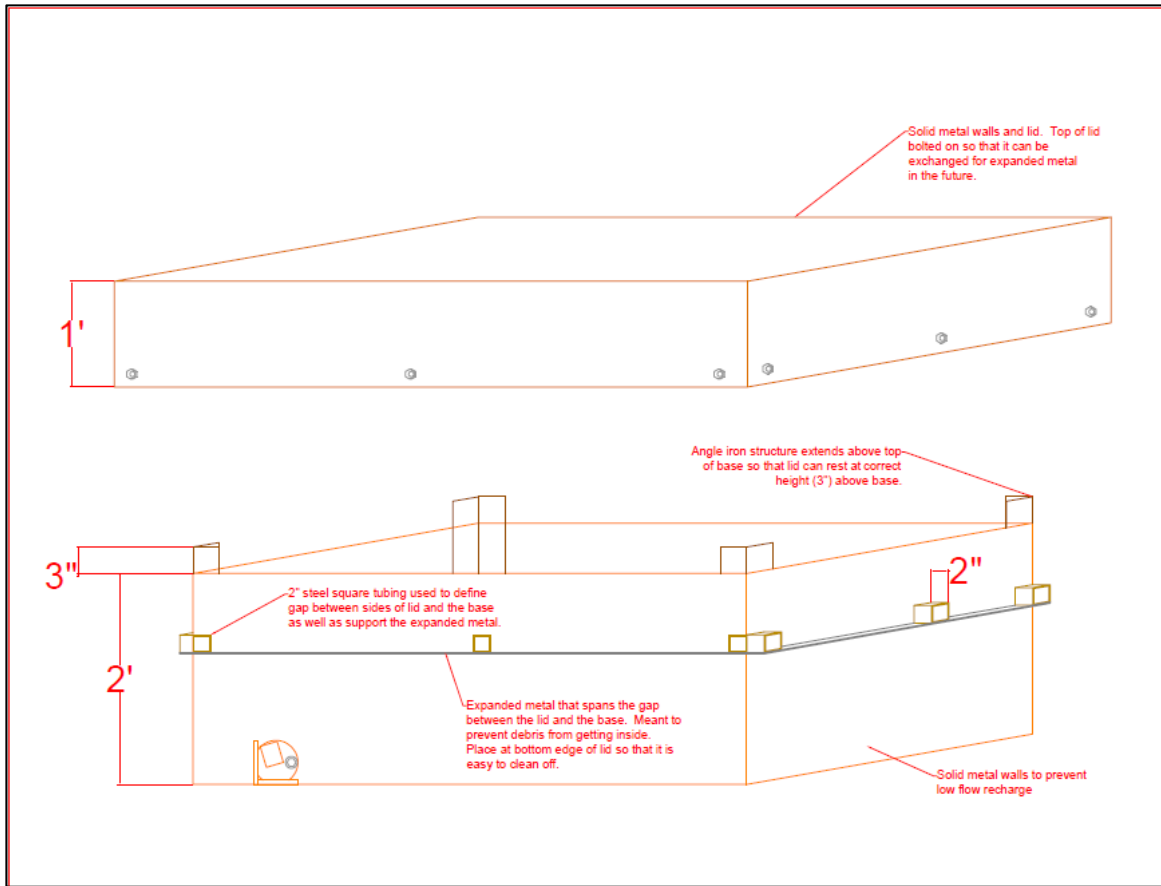 Solid metal walls and lid.  Top of lid
bolted on so that it can be
exchanged for expanded metal
in the future.
1'
Angle iron structure extends above top
of base so that lid can rest at correct
height (3") above base.
3"
2"
2" steel square tubing used to define
gap between sides of lid and the base
as well as support the expanded metal.
2'
Expanded metal that spans the gap
between the lid and the base.  Meant to
prevent debris from getting inside.
Place at bottom edge of lid so that it is
easy to clean off.
Solid metal walls to prevent
low flow recharge